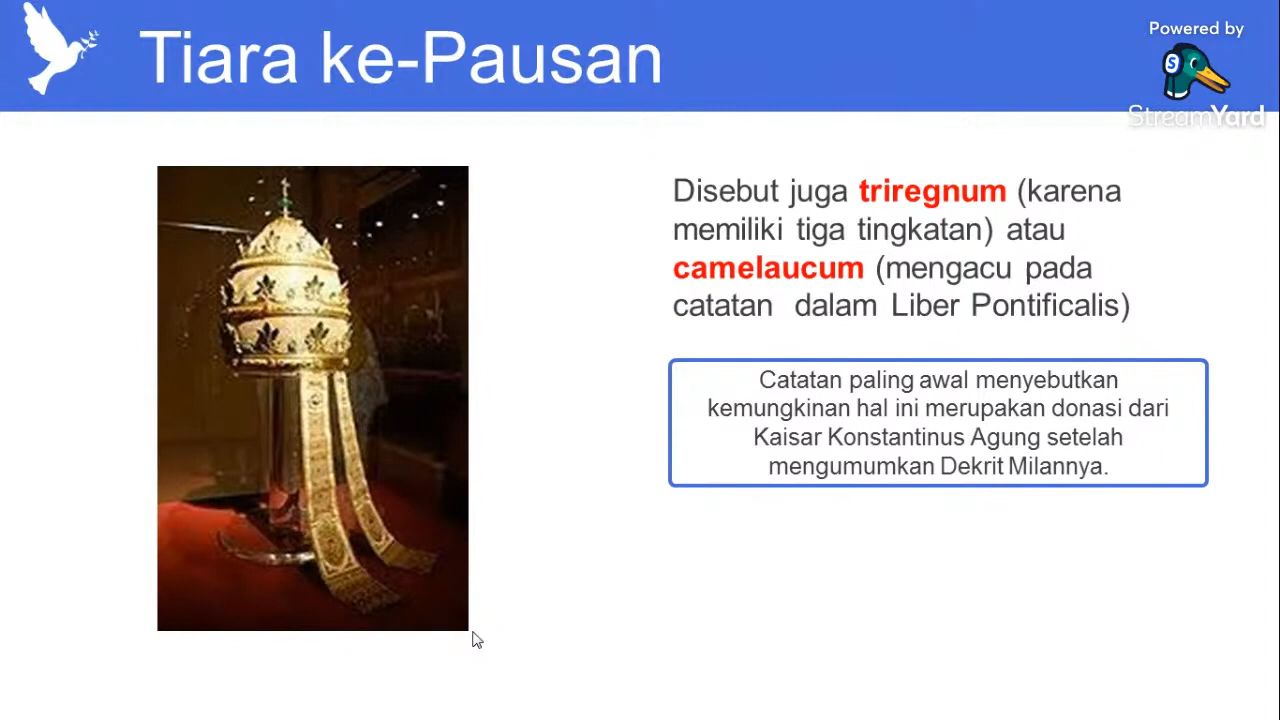 Tiara ke-Pausan
Powered by
S
StreamYard
Disebut juga triregnum (karena
memiliki tiga tingkatan) atau
camelaucum (mengacu pada
catatan dalam Liber Pontificalis)
Catatan paling awal menyebutkan
kemungkinan hal ini merupakan donasi dari
Kaisar Konstantinus Agung setelah
mengumumkan Dekrit Milannya.